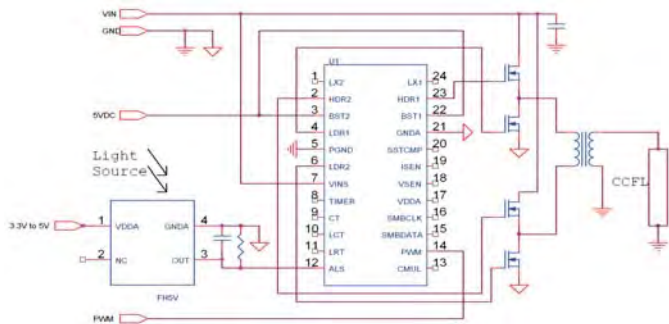 VIN
GND
U1
1 LX2 LX1 24
2 HDR2 HDR1 23
5VDC
3 BST2 BST1 22
4 LDR1 GNDA 21
5 PGND SSTCMP 20
6 LDR2 ISEN 19
7 VINS VSEN 18
8 TIMER VDDA 17
9 CT SMBCLK 16
10 LCT SMBDATA 15
11 LRT PWM 14
12 ALS CMUL 13
Light
Source
CCFL
3.3V to 5V
1 VDDA GNDA 4
2 NC OUT 3
FH5V
PWM